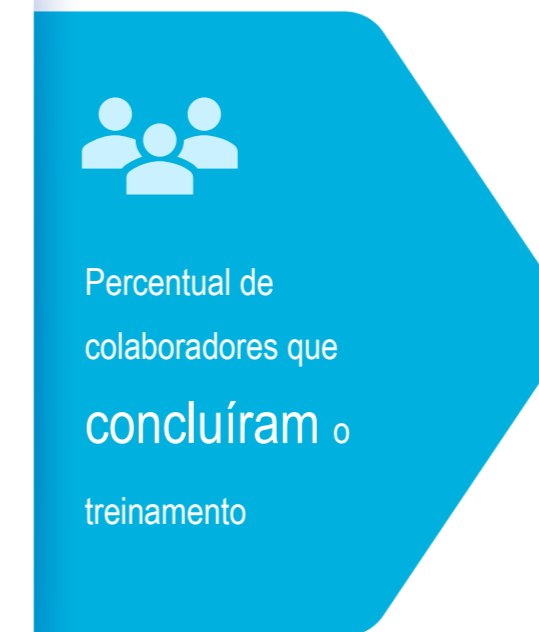 Percentual de
colaboradores que
concluíram o
treinamento